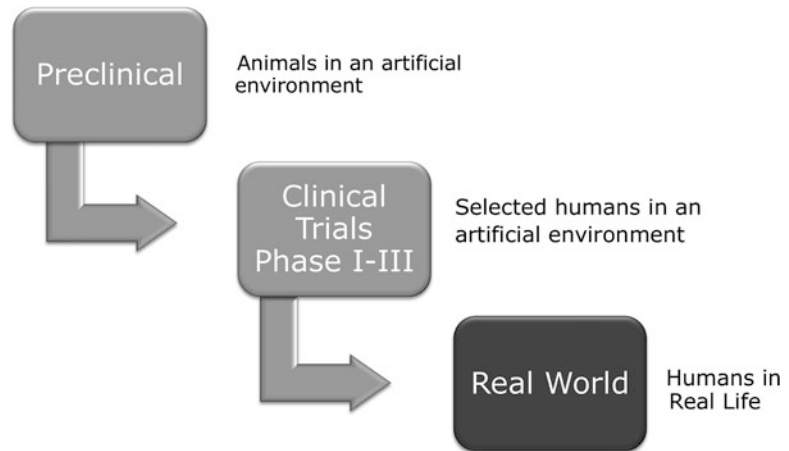 Preclinical
Animals in an artificial
environment
Clinical
Trials
Phase I-III
Selected humans in an
artificial environment
Real World
Humans in
Real Life